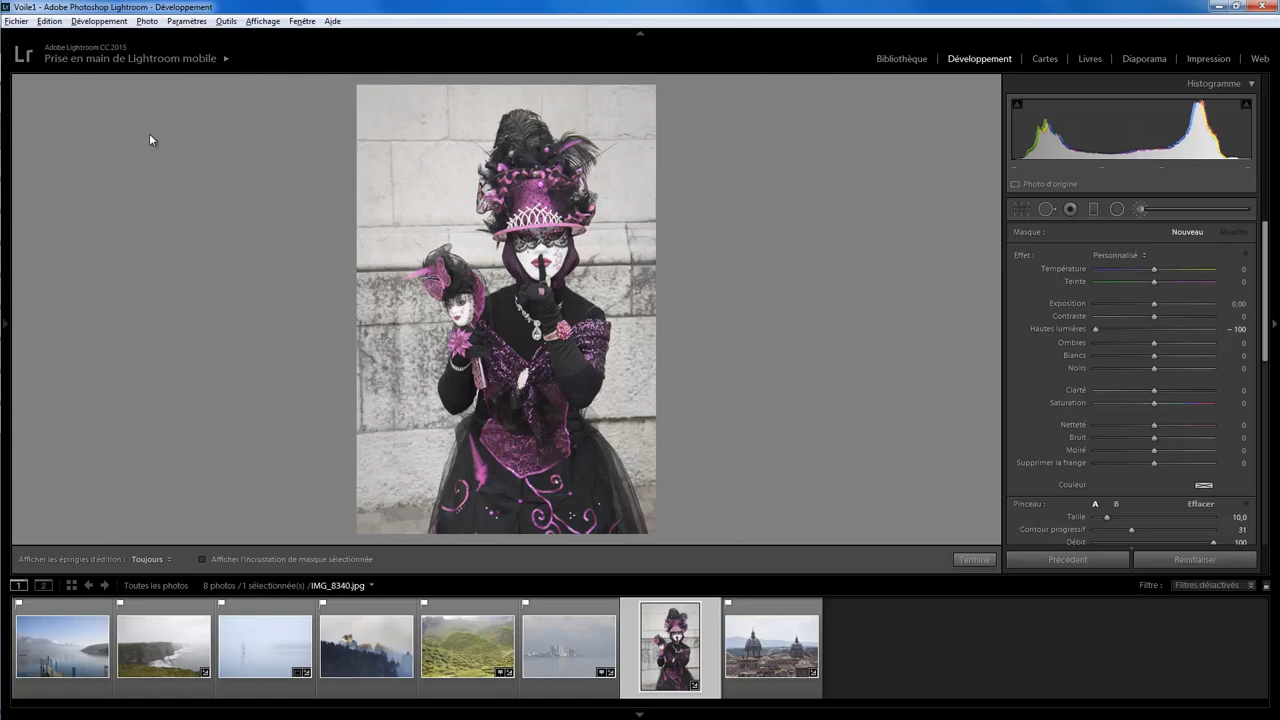 Voile1 - Adobe Photoshop Lightroom - Développement
Fichier Edition Développement Photo Paramètres Outils Affichage Fenêtre Aide
Lr
Adobe Lightroom CC 2015
Prise en main de Lightroom mobile
Bibliothèque | Développement | Cartes | Livres | Diaporama | Impression | Web
Histogramme
Photo d'origine
Masque : Nouveau Modifier
Effet : Personnalisé
Température 0
Teinte 0
Exposition 0,00
Contraste 0
Hautes lumières – 100
Ombres 0
Blancs 0
Noirs 0
Clarté 0
Saturation 0
Netteté 0
Bruit 0
Moiré 0
Supprimer la frange 0
Couleur
Pinceau : A B Effacer
Taille 10,0
Contour progressif 31
Débit 100
Afficher les épingles d'édition : Toujours Afficher l'incrustation de masque sélectionnée Terminé
Précédent Réinitialiser
1 2 Toutes les photos 8 photos /1 sélectionnée(s) /IMG_8340.jpg Filtre : Filtres désactivés